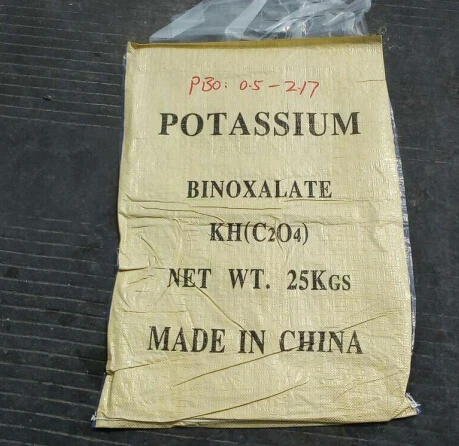 PBO: 0.5-217
POTASSIUM
BINOXALATE
KH(C₂O₄)
NET WT. 25KGS
MADE IN CHINA